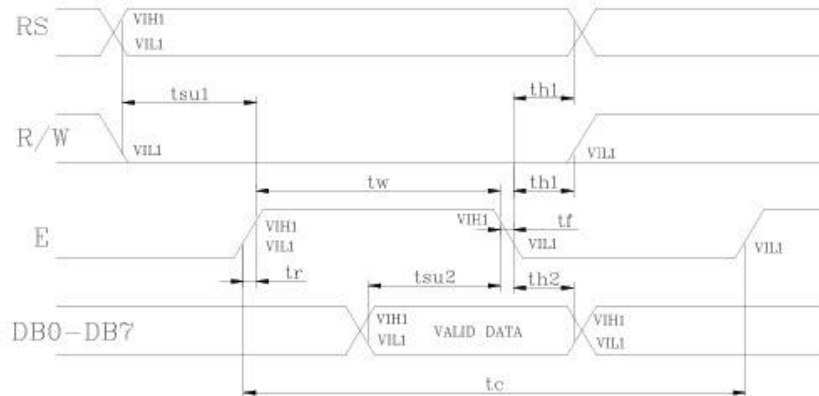 RS
VIH1
VIL1
tsu1
th1
R/W
VIL1
VIL1
tw
th1
E
VIH1
VIL1
VIH1
tf
VIL1
VIL1
tr
tsu2
th2
DB0-DB7
VIH1
VIL1
VALID DATA
VIH1
VIL1
tc